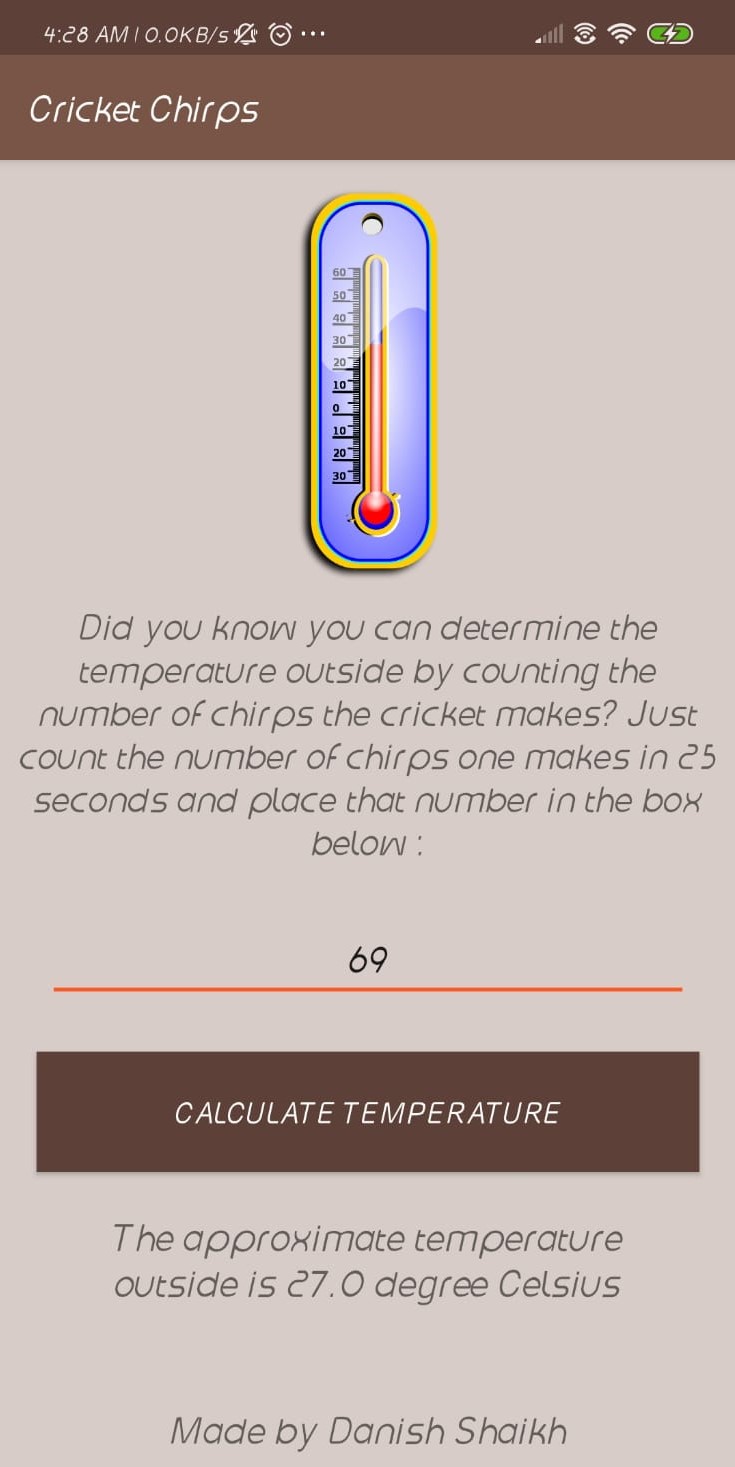 4:28 AM | 0.0KB/s ...
Cricket Chirps
60
50
40
30
20
10
0
10
20
30
Did you know you can determine the
temperature outside by counting the
number of chirps the cricket makes? Just
count the number of chirps one makes in 25
seconds and place that number in the box
below :
69
CALCULATE TEMPERATURE
The approximate temperature
outside is 27.0 degree Celsius
Made by Danish Shaikh